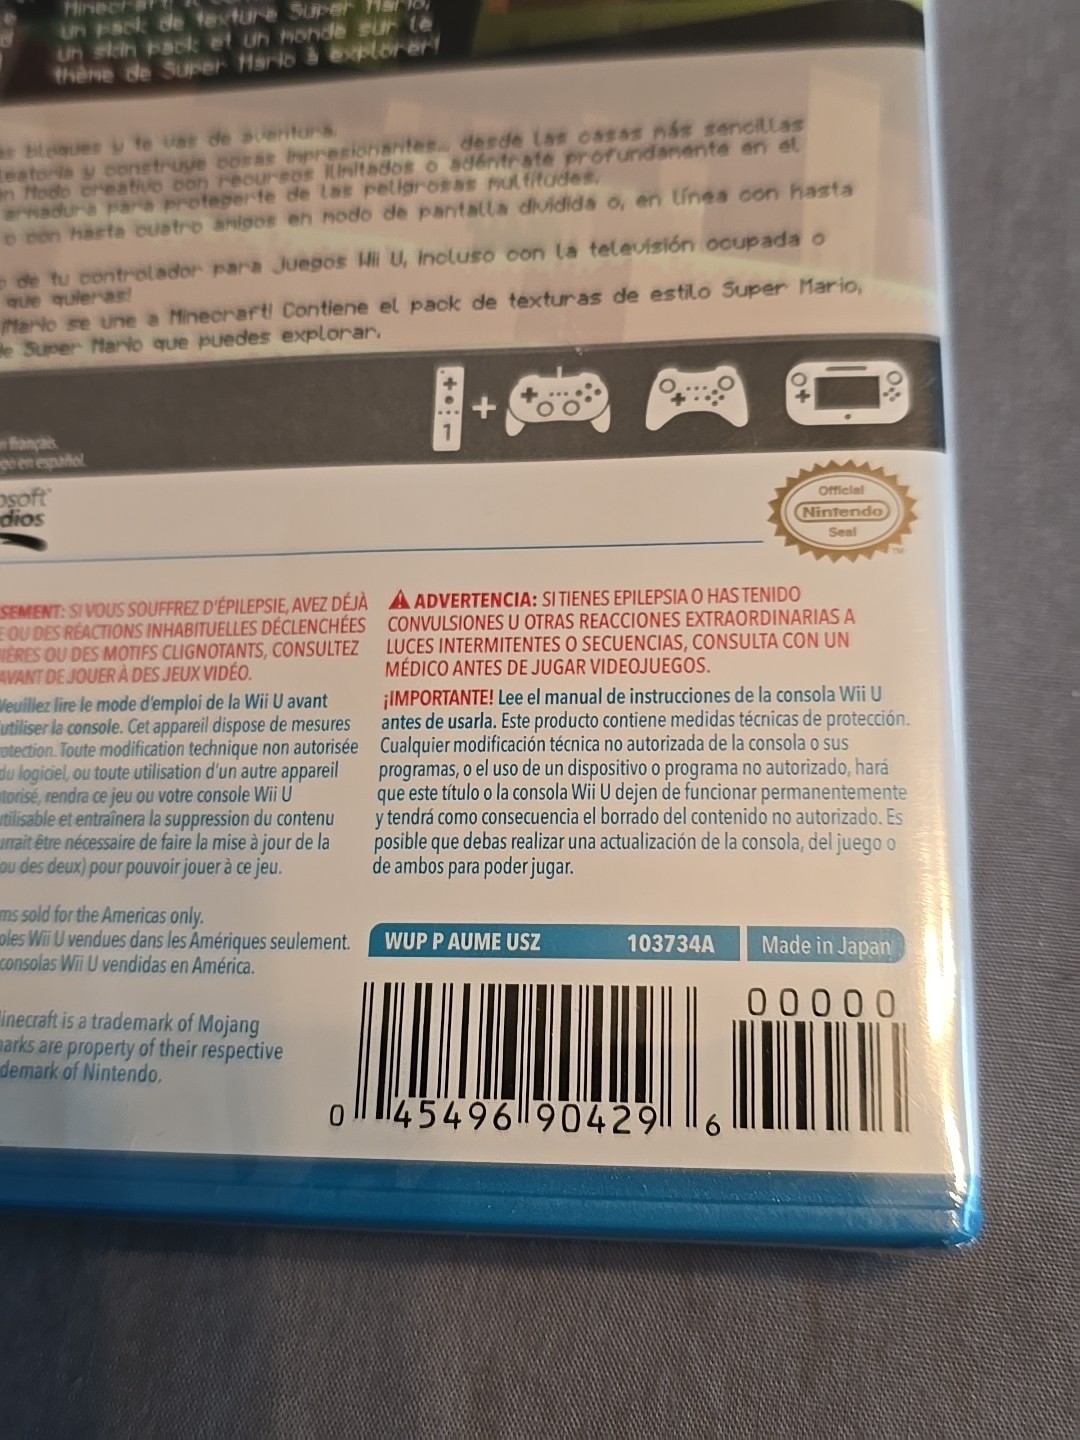 Minecraft
un pack de texture Super Mario,
un skin pack et un monde sur le
thème de Super Mario à explorer!
bloques y te vas de aventura.
y construye cosas impresionantes... desde las casas más sencillas
Modo creativo con recursos ilimitados o adéntrate profundamente en el
armadura para protegerte de las peligrosas multitudes.
o con hasta cuatro amigos en modo de pantalla dividida o, en línea con hasta
de tu controlador para juegos Wii U, incluso con la televisión ocupada o
que quieras!
¡Mario se une a Minecraft! Contiene el pack de texturas de estilo Super Mario,
Super Mario que puedes explorar.
1
+
français.
en español.
Official
Nintendo
Seal
TM
SI VOUS SOUFFREZ D'ÉPILEPSIE, AVEZ DÉJÀ
OU DES RÉACTIONS INHABITUELLES DÉCLENCHÉES
OU DES MOTIFS CLIGNOTANTS, CONSULTEZ
AVANT DE JOUER À DES JEUX VIDÉO.
Veuillez lire le mode d'emploi de la Wii U avant
utiliser la console. Cet appareil dispose de mesures
Toute modification technique non autorisée
du logiciel, ou toute utilisation d'un autre appareil
rendra ce jeu ou votre console Wii U
et entraînera la suppression du contenu
être nécessaire de faire la mise à jour de la
ou des deux) pour pouvoir jouer à ce jeu.
sold for the Americas only.
Wii U vendues dans les Amériques seulement.
consolas Wii U vendidas en América.
Minecraft is a trademark of Mojang
are property of their respective
of Nintendo.
ADVERTENCIA: SI TIENES EPILEPSIA O HAS TENIDO
CONVULSIONES U OTRAS REACCIONES EXTRAORDINARIAS A
LUCES INTERMITENTES O SECUENCIAS, CONSULTA CON UN
MÉDICO ANTES DE JUGAR VIDEOJUEGOS.
¡IMPORTANTE! Lee el manual de instrucciones de la consola Wii U
antes de usarla. Este producto contiene medidas técnicas de protección.
Cualquier modificación técnica no autorizada de la consola o sus
programas, o el uso de un dispositivo o programa no autorizado, hará
que este título o la consola Wii U dejen de funcionar permanentemente
y tendrá como consecuencia el borrado del contenido no autorizado. Es
posible que debas realizar una actualización de la consola, del juego o
de ambos para poder jugar.
WUP P AUME USZ 103734A Made in Japan
00000
0 45496 90429 6